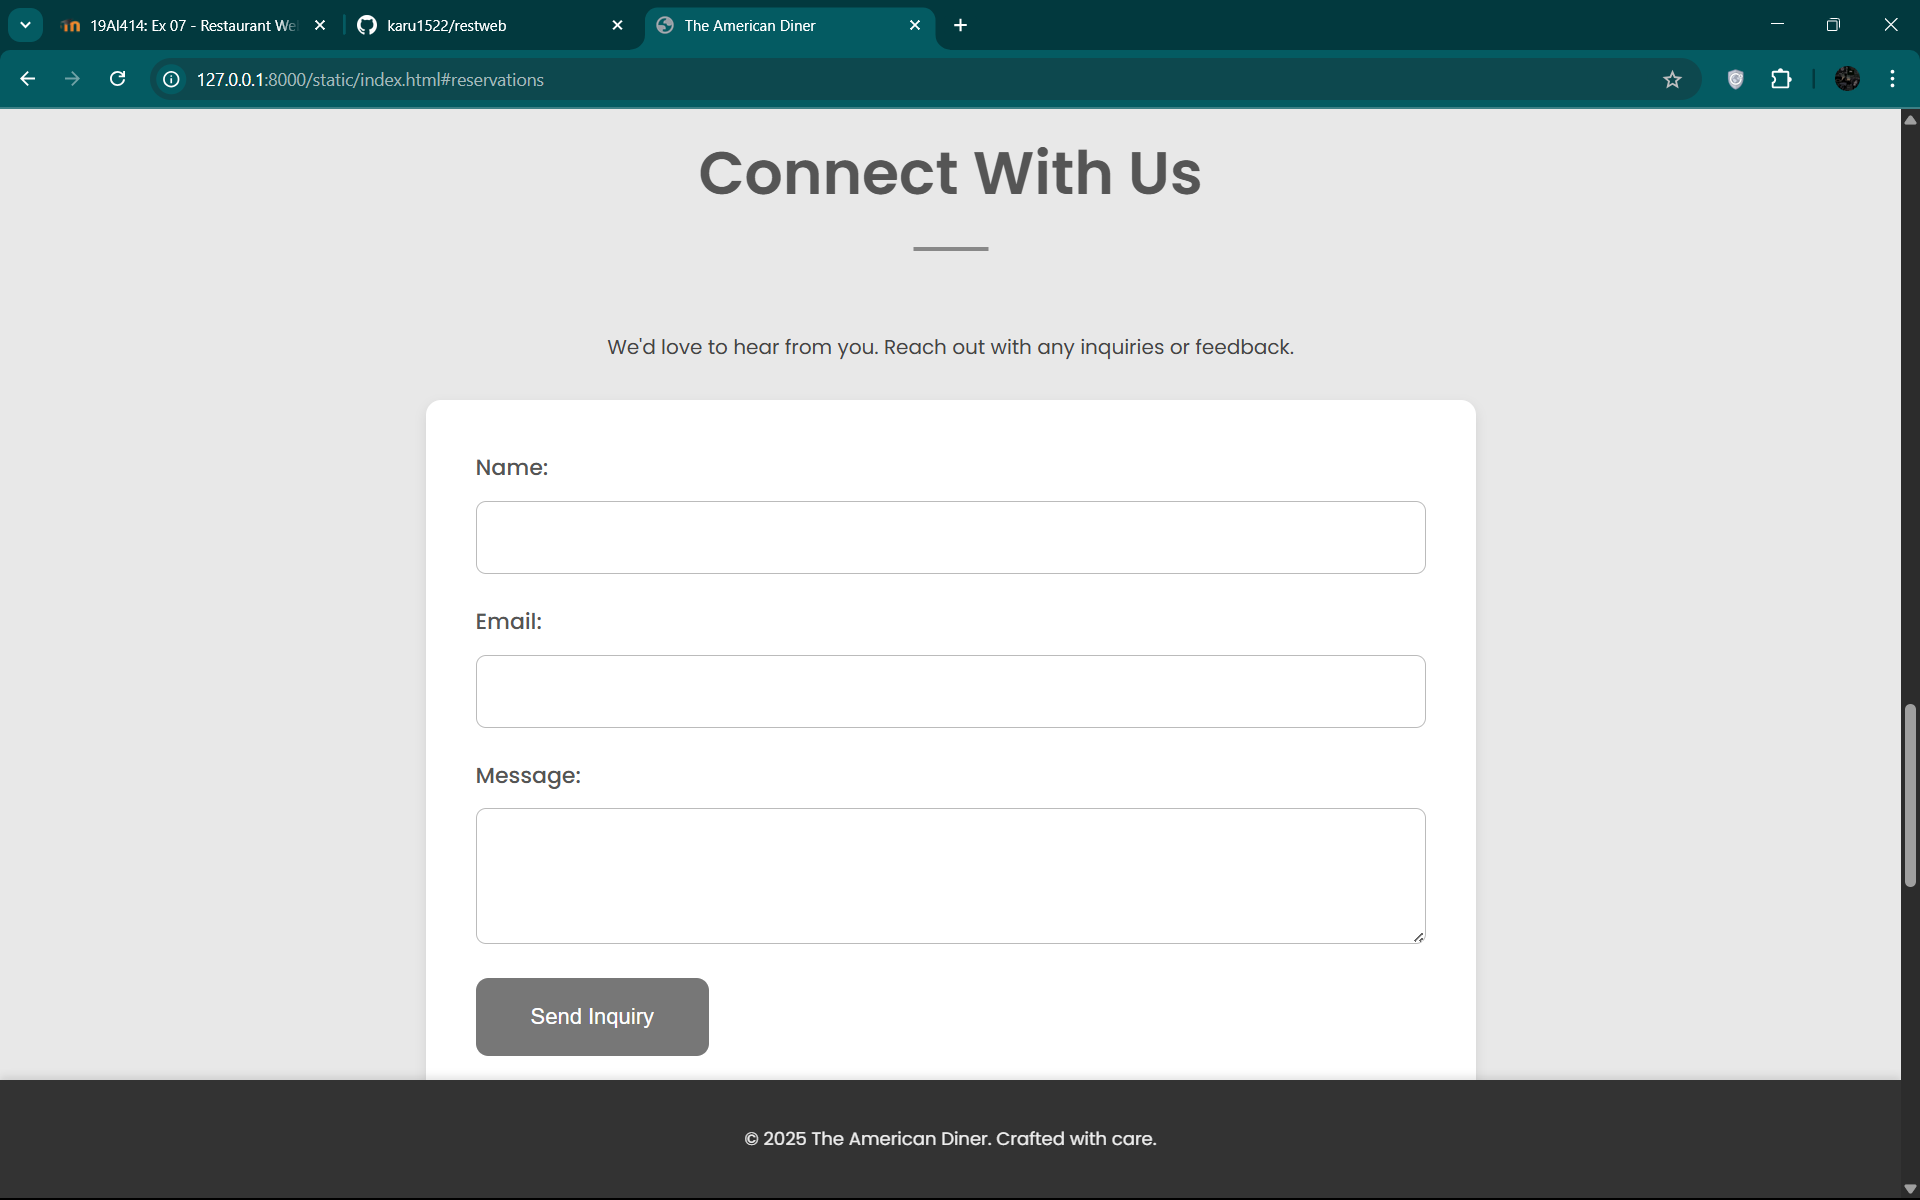 19AI414: Ex 07 - Restaurant We
karu1522/restweb
The American Diner
127.0.0.1:8000/static/index.html#reservations
Connect With Us
We'd love to hear from you. Reach out with any inquiries or feedback.
Name:
Email:
Message:
Send Inquiry
© 2025 The American Diner. Crafted with care.